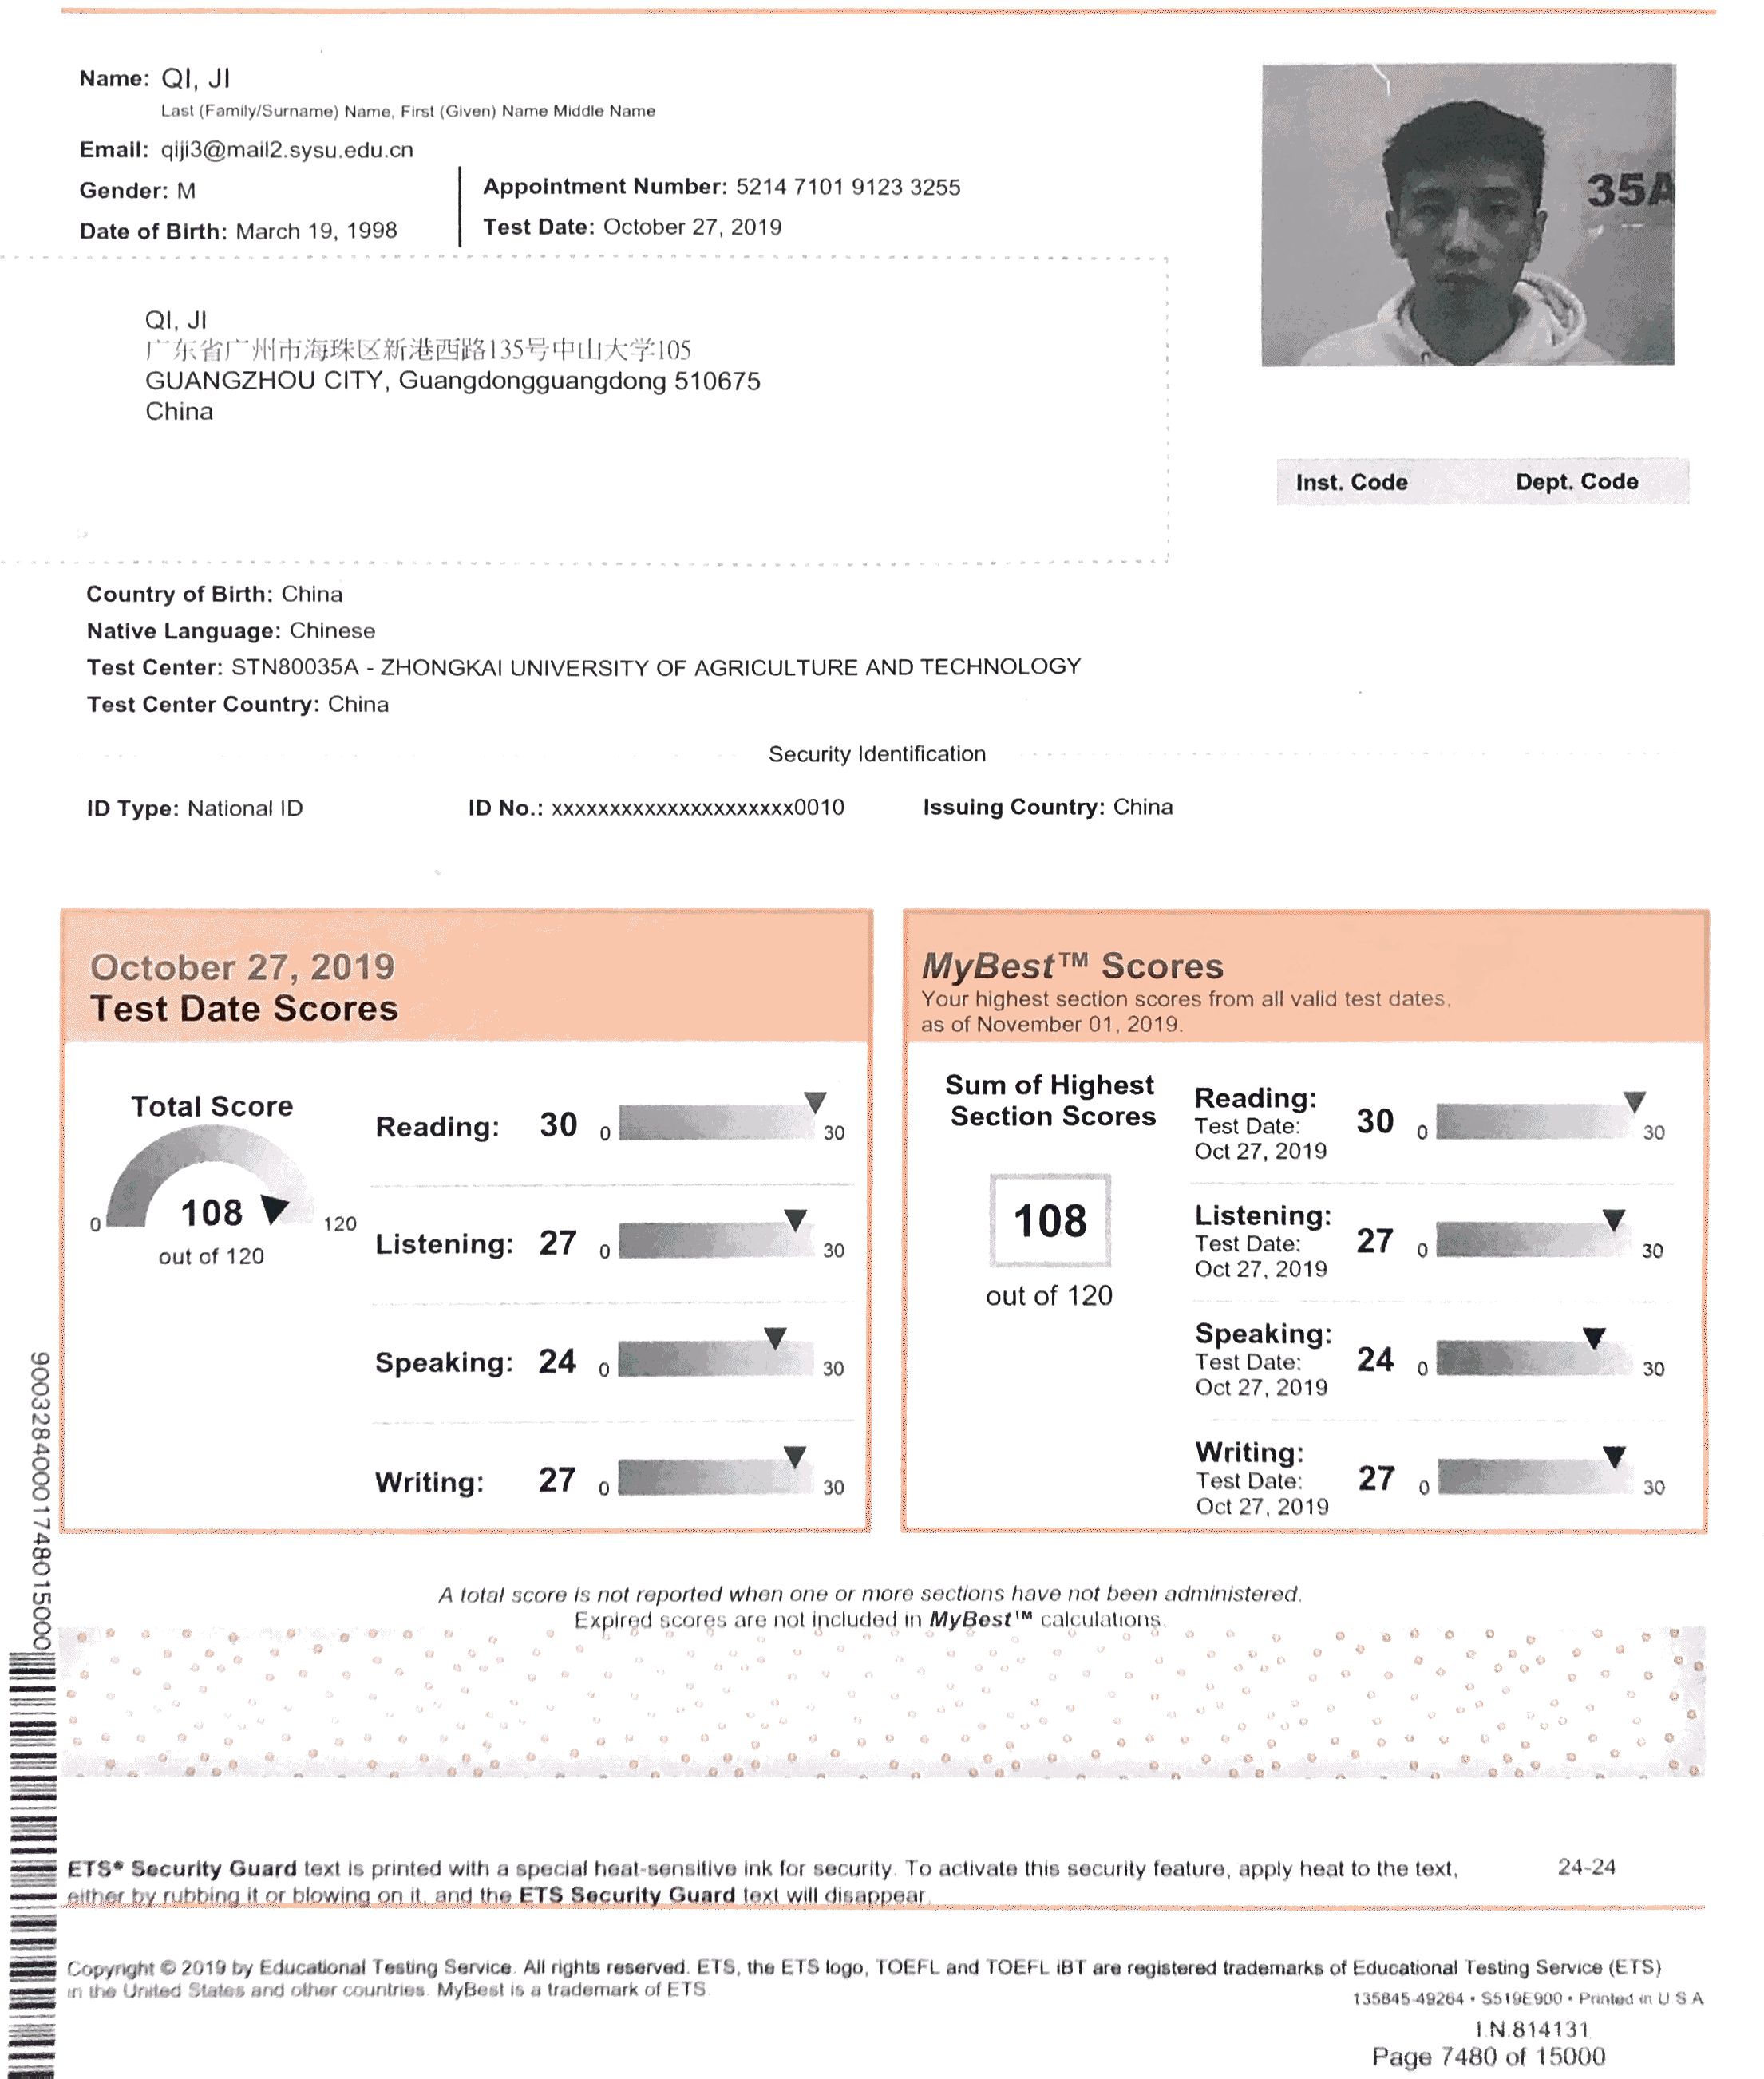 Name: QI, JI
Last (Family/Surname) Name, First (Given) Name Middle Name
Email: qiji3@mail2.sysu.edu.cn
Gender: M
Date of Birth: March 19, 1998
Appointment Number: 5214 7101 9123 3255
Test Date: October 27, 2019
35A
QI, JI
广东省广州市海珠区新港西路135号中山大学105
GUANGZHOU CITY, Guangdongguangdong 510675
China
Inst. Code Dept. Code
Country of Birth: China
Native Language: Chinese
Test Center: STN80035A - ZHONGKAI UNIVERSITY OF AGRICULTURE AND TECHNOLOGY
Test Center Country: China
Security Identification
ID Type: National ID ID No.: xxxxxxxxxxxxxxxxxxxxx0010 Issuing Country: China
October 27, 2019
Test Date Scores
Total Score
0 108 120
out of 120
Reading: 30 0 30
Listening: 27 0 30
Speaking: 24 0 30
Writing: 27 0 30
MyBest™ Scores
Your highest section scores from all valid test dates,
as of November 01, 2019.
Sum of Highest
Section Scores
108
out of 120
Reading: 30 0 30
Test Date:
Oct 27, 2019
Listening: 27 0 30
Test Date:
Oct 27, 2019
Speaking: 24 0 30
Test Date:
Oct 27, 2019
Writing: 27 0 30
Test Date:
Oct 27, 2019
A total score is not reported when one or more sections have not been administered.
Expired scores are not included in MyBest™ calculations.
90032840001748015000
ETS® Security Guard text is printed with a special heat-sensitive ink for security. To activate this security feature, apply heat to the text,
either by rubbing it or blowing on it, and the ETS Security Guard text will disappear.
24-24
Copyright © 2019 by Educational Testing Service. All rights reserved. ETS, the ETS logo, TOEFL and TOEFL iBT are registered trademarks of Educational Testing Service (ETS)
in the United States and other countries. MyBest is a trademark of ETS.
135845-49264 • S519E900 • Printed in U S A
I.N.814131
Page 7480 of 15000